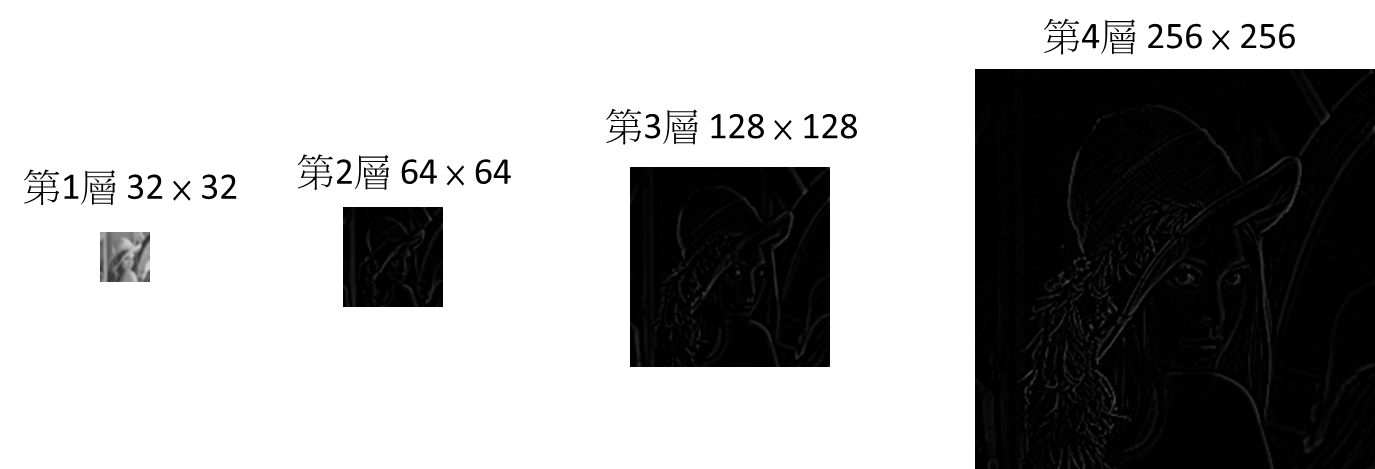 第1層 32 × 32
第2層 64 × 64
第3層 128 × 128
第4層 256 × 256